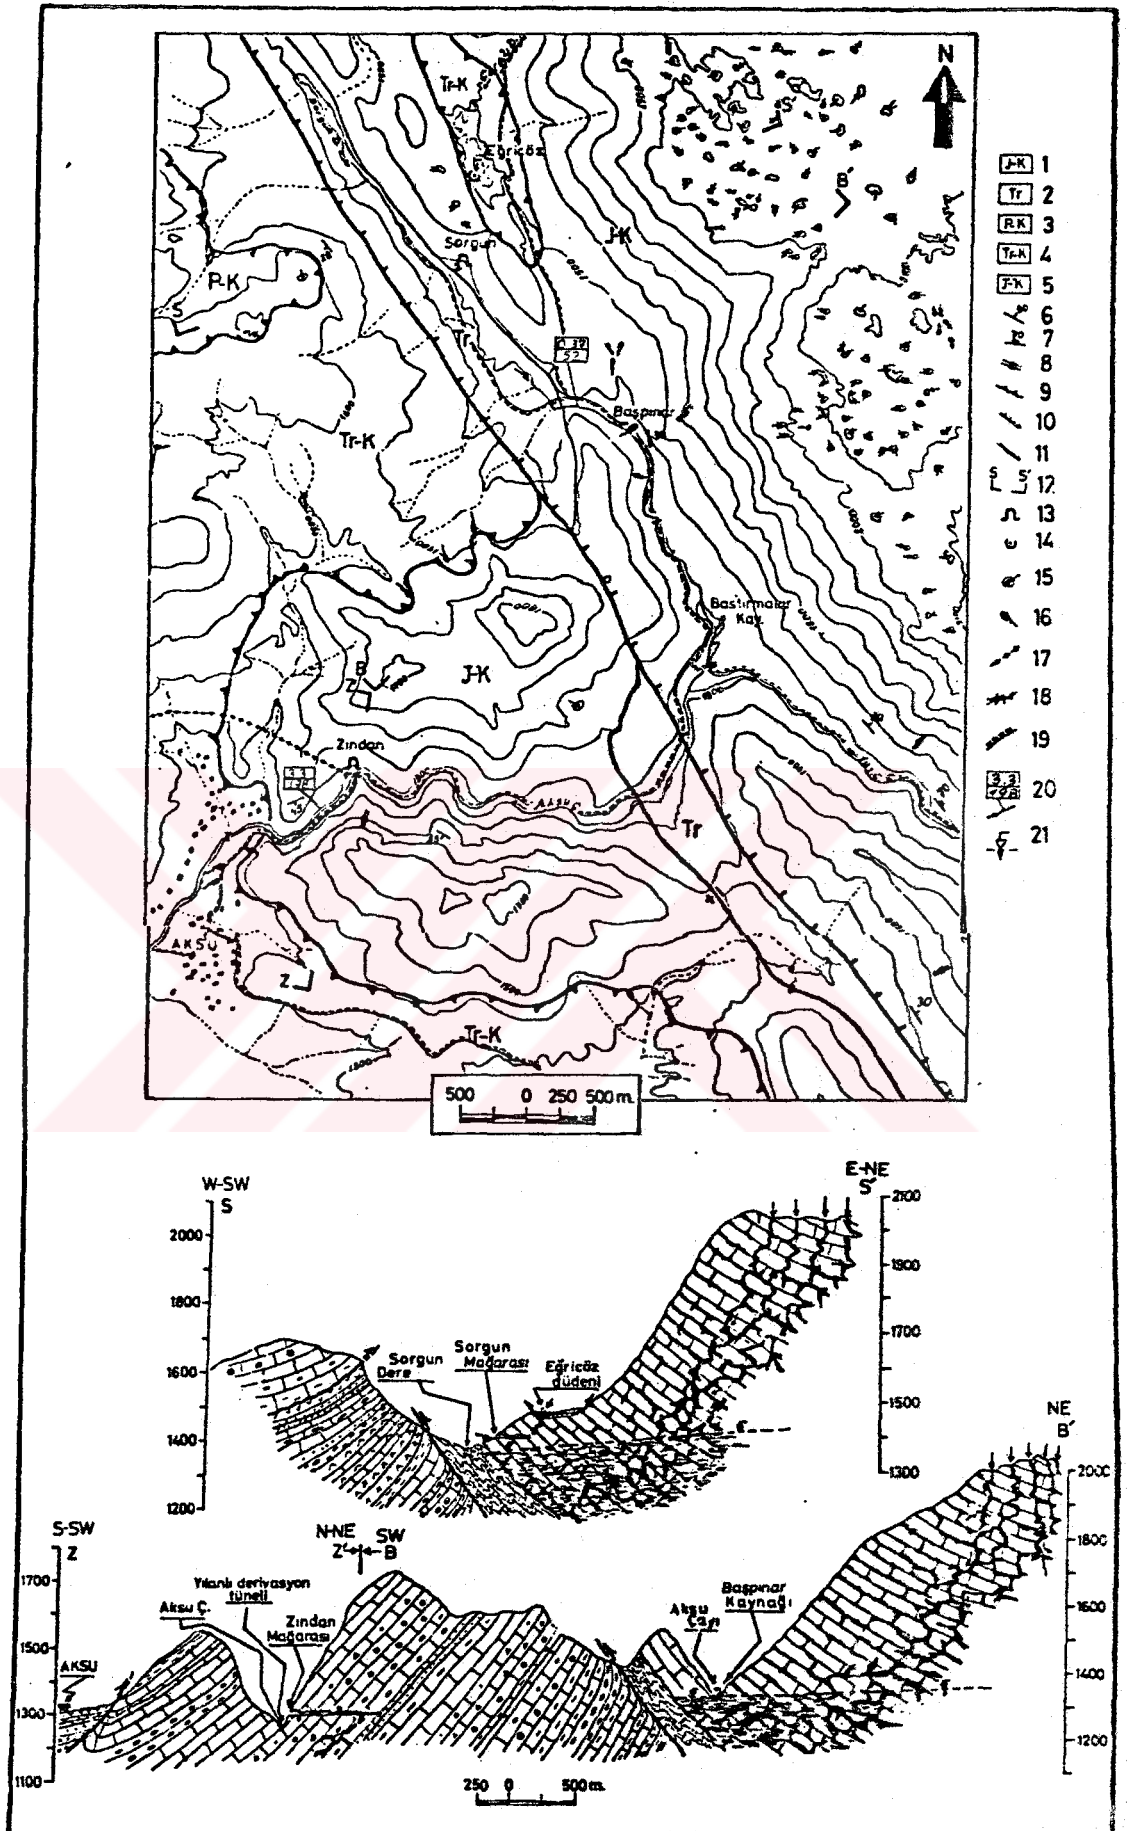 N
Tr-K
Eğricöz
S'
B'
J-K
Sorgun
P-K
S
Tr
Başpınar
1600
Tr-K
Bastırmalar
Kay.
B
Z'
J-K
Zından
AKSU Ç.
Tr
AKSU
Z
30
Tr-K
1500
500 0 250 500 m.
J-K 1
Tr 2
P-K 3
Tr-K 4
J-K 5
6
7
8
9
10
11
S S' 12
13
14
15
16
17
18
19
20
21
W-SW
S
E-NE
S'
2000
1800
1600
1400
1200
2100
1900
1700
1500
1300
Sorgun
Dere
Sorgun
Mağarası
Eğricöz
düdeni
S-SW
Z
N-NE
Z'
SW
B
NE
B'
1700
1500
1300
1100
2000
1800
1600
1400
1200
AKSU
Aksu Ç.
Yılanlı derivasyon
tüneli
Zından
Mağarası
Aksu
Çayı
Başpınar
Kaynağı
250 0 500m.